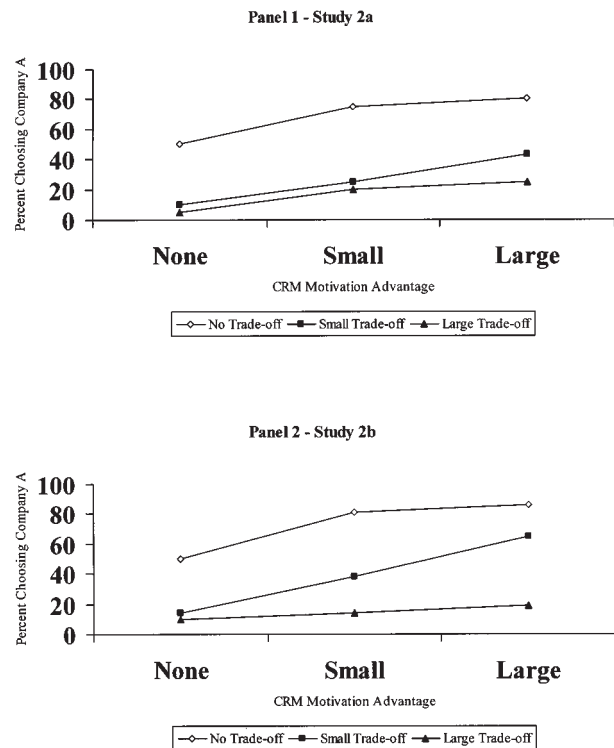 Panel 1 - Study 2a
Percent Choosing Company A
100
80
60
40
20
0
None Small Large
CRM Motivation Advantage
No Trade-off Small Trade-off Large Trade-off
Panel 2 - Study 2b
Percent Choosing Company A
100
80
60
40
20
0
None Small Large
CRM Motivation Advantage
No Trade-off Small Trade-off Large Trade-off